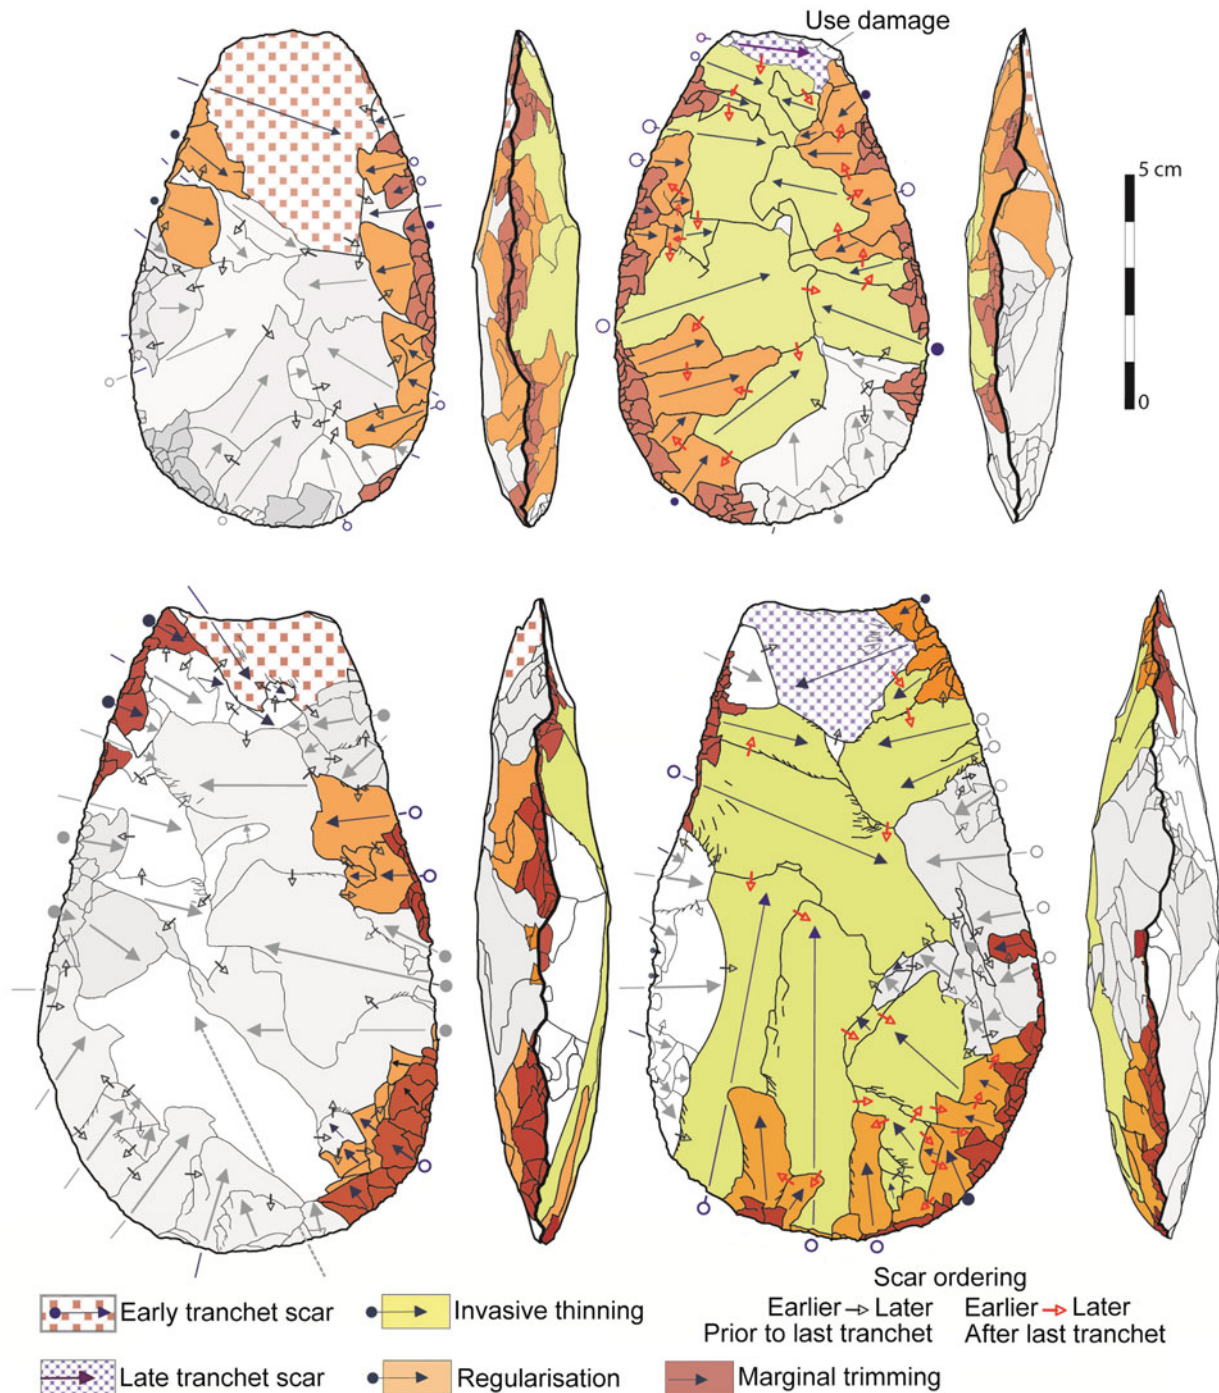 Use damage
5 cm
0
Scar ordering
Early tranchet scar
Invasive thinning
Earlier Later
Prior to last tranchet
Earlier Later
After last tranchet
Late tranchet scar
Regularisation
Marginal trimming